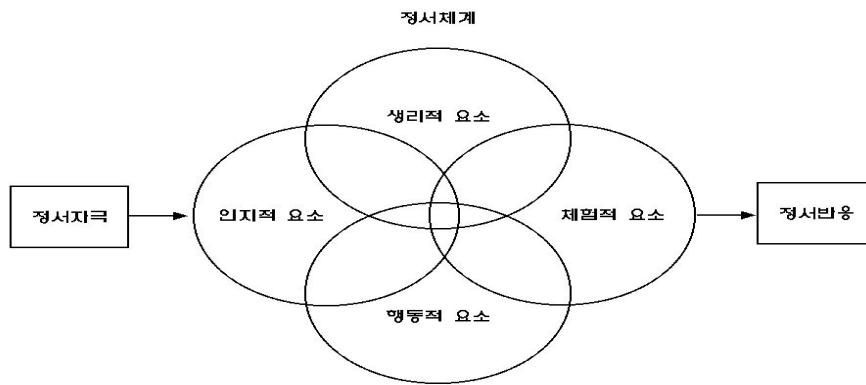 정서체계
생리적 요소
정서자극
인지적 요소
체험적 요소
정서반응
행동적 요소